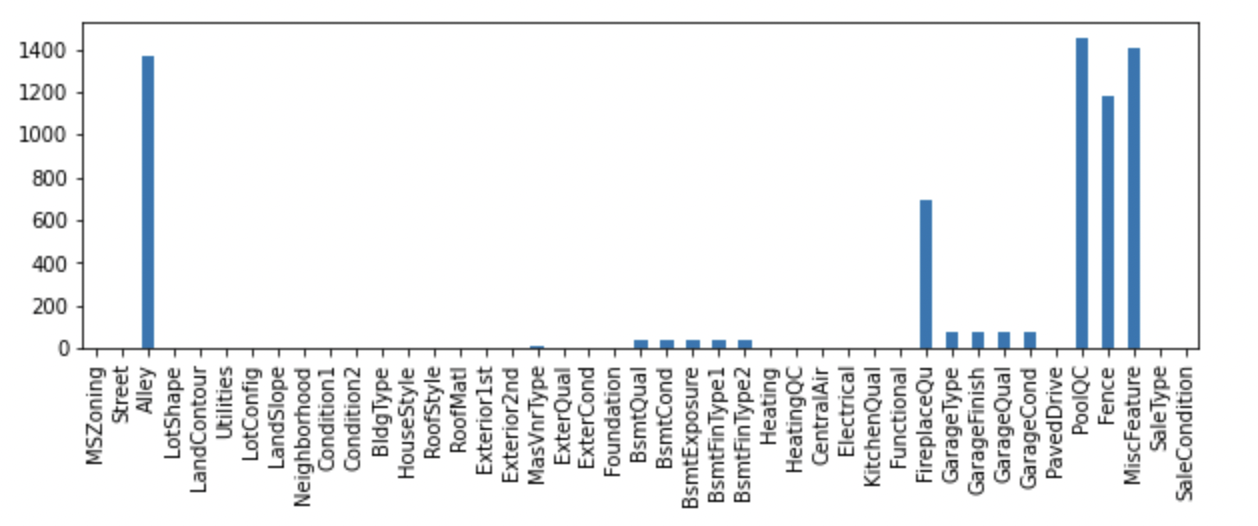 1400
1200
1000
800
600
400
200
0
MSZoning
Street
Alley
LotShape
LandContour
Utilities
LotConfig
LandSlope
Neighborhood
Condition1
Condition2
BldgType
HouseStyle
RoofStyle
RoofMatl
Exterior1st
Exterior2nd
MasVnrType
ExterQual
ExterCond
Foundation
BsmtQual
BsmtCond
BsmtExposure
BsmtFinType1
BsmtFinType2
Heating
HeatingQC
CentralAir
Electrical
KitchenQual
Functional
FireplaceQu
GarageType
GarageFinish
GarageQual
GarageCond
PavedDrive
PoolQC
Fence
MiscFeature
SaleType
SaleCondition